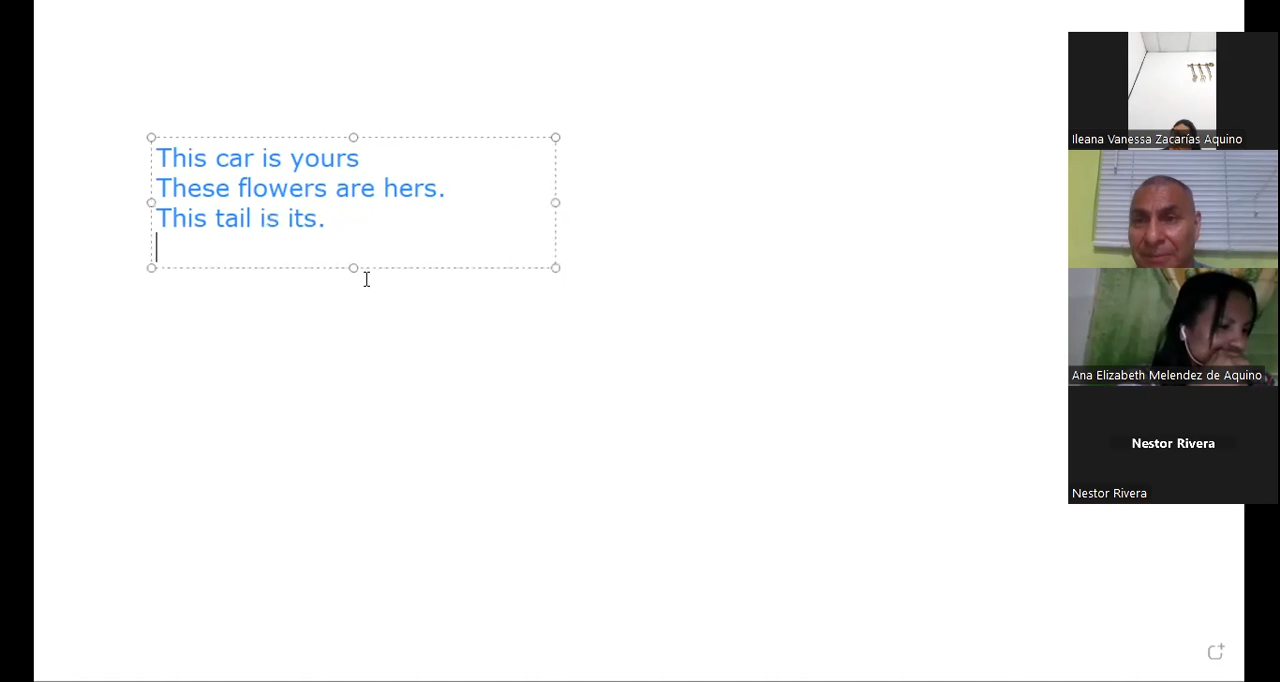 This car is yours
These flowers are hers.
This tail is its.
Ileana Vanessa Zacarías Aquino
Ana Elizabeth Melendez de Aquino
Nestor Rivera
Nestor Rivera